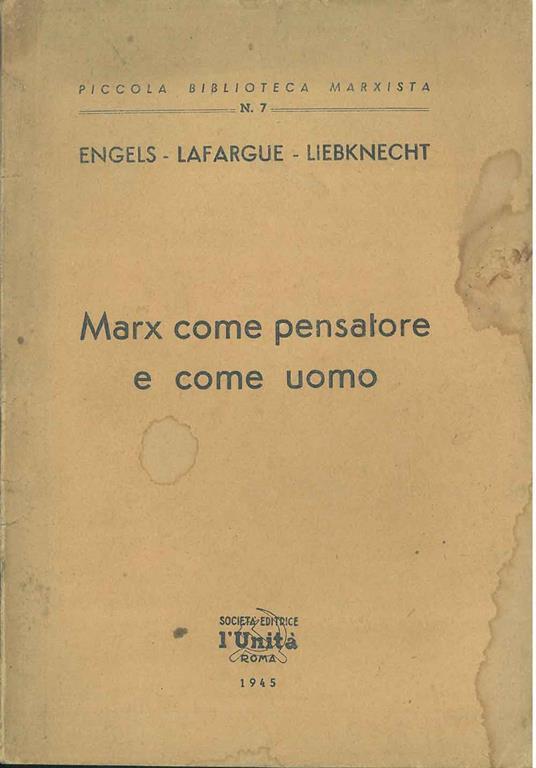 PICCOLA BIBLIOTECA MARXISTA
N. 7
ENGELS - LAFARGUE - LIEBKNECHT
Marx come pensatore
e come uomo
SOCIETÀ EDITRICE
l'Unità
ROMA
1945